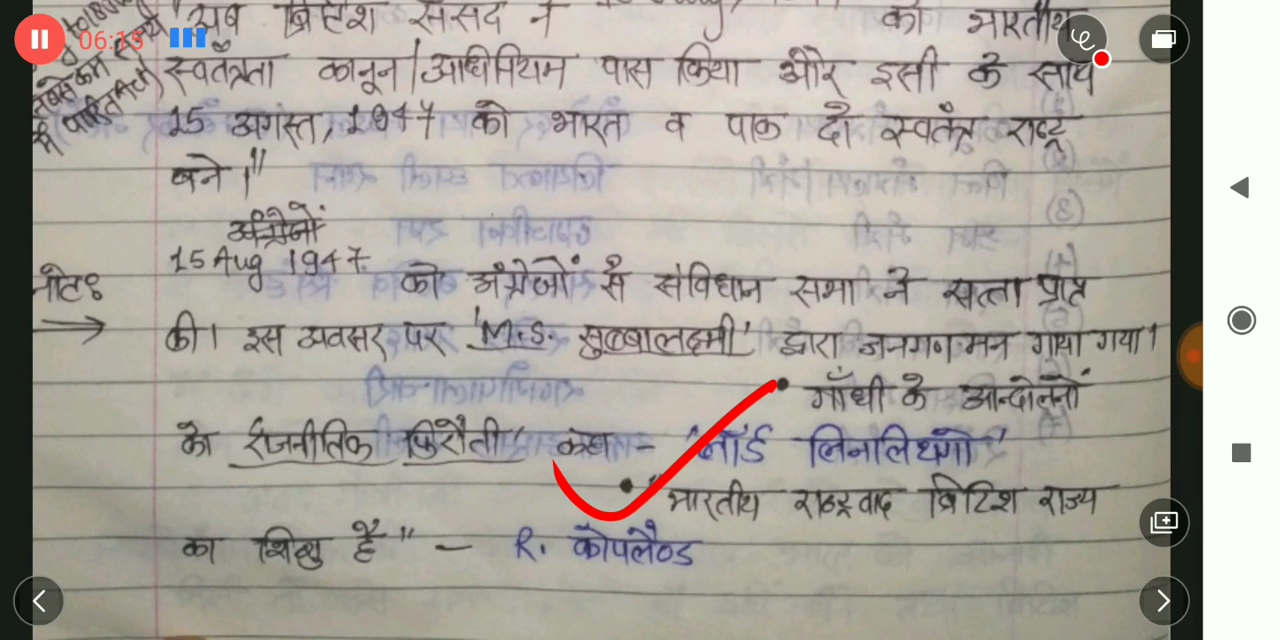 06:15
अब ब्रिटिश संसद ने को भारतीय
स्वतंत्रता कानून/अधिनियम पास किया और इसी के साथ
15 अगस्त, 1947 को भारत व पाक दो स्वतंत्र राष्ट्र
बने।"
अंग्रेजों
15 Aug 1947 को अंग्रेजों से संविधान सभा ने सत्ता प्राप्त
नोटः
की। इस अवसर पर 'M.S. सुब्बालक्ष्मी' द्वारा जनगणमन गाया गया।
• गाँधी के आन्दोलनों
को राजनीतिक फिरौती' कहा – 'लॉर्ड लिनलिथगो'
• "भारतीय राष्ट्रवाद ब्रिटिश राज्य
का शिशु है" – R. कॉपलैण्ड